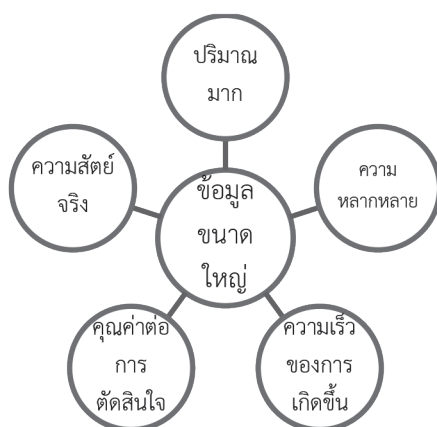 ปริมาณ
มาก
ความสัตย์
จริง
ข้อมูล
ขนาด
ใหญ่
ความ
หลากหลาย
คุณค่าต่อ
การ
ตัดสินใจ
ความเร็ว
ของการ
เกิดขึ้น